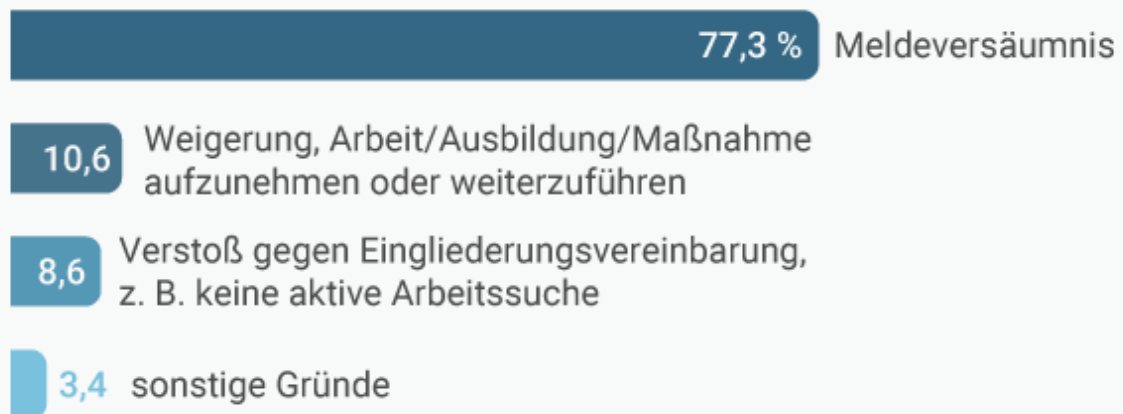 77,3 % Meldeversäumnis
10,6 Weigerung, Arbeit/Ausbildung/Maßnahme
aufzunehmen oder weiterzuführen
8,6 Verstoß gegen Eingliederungsvereinbarung,
z. B. keine aktive Arbeitssuche
3,4 sonstige Gründe